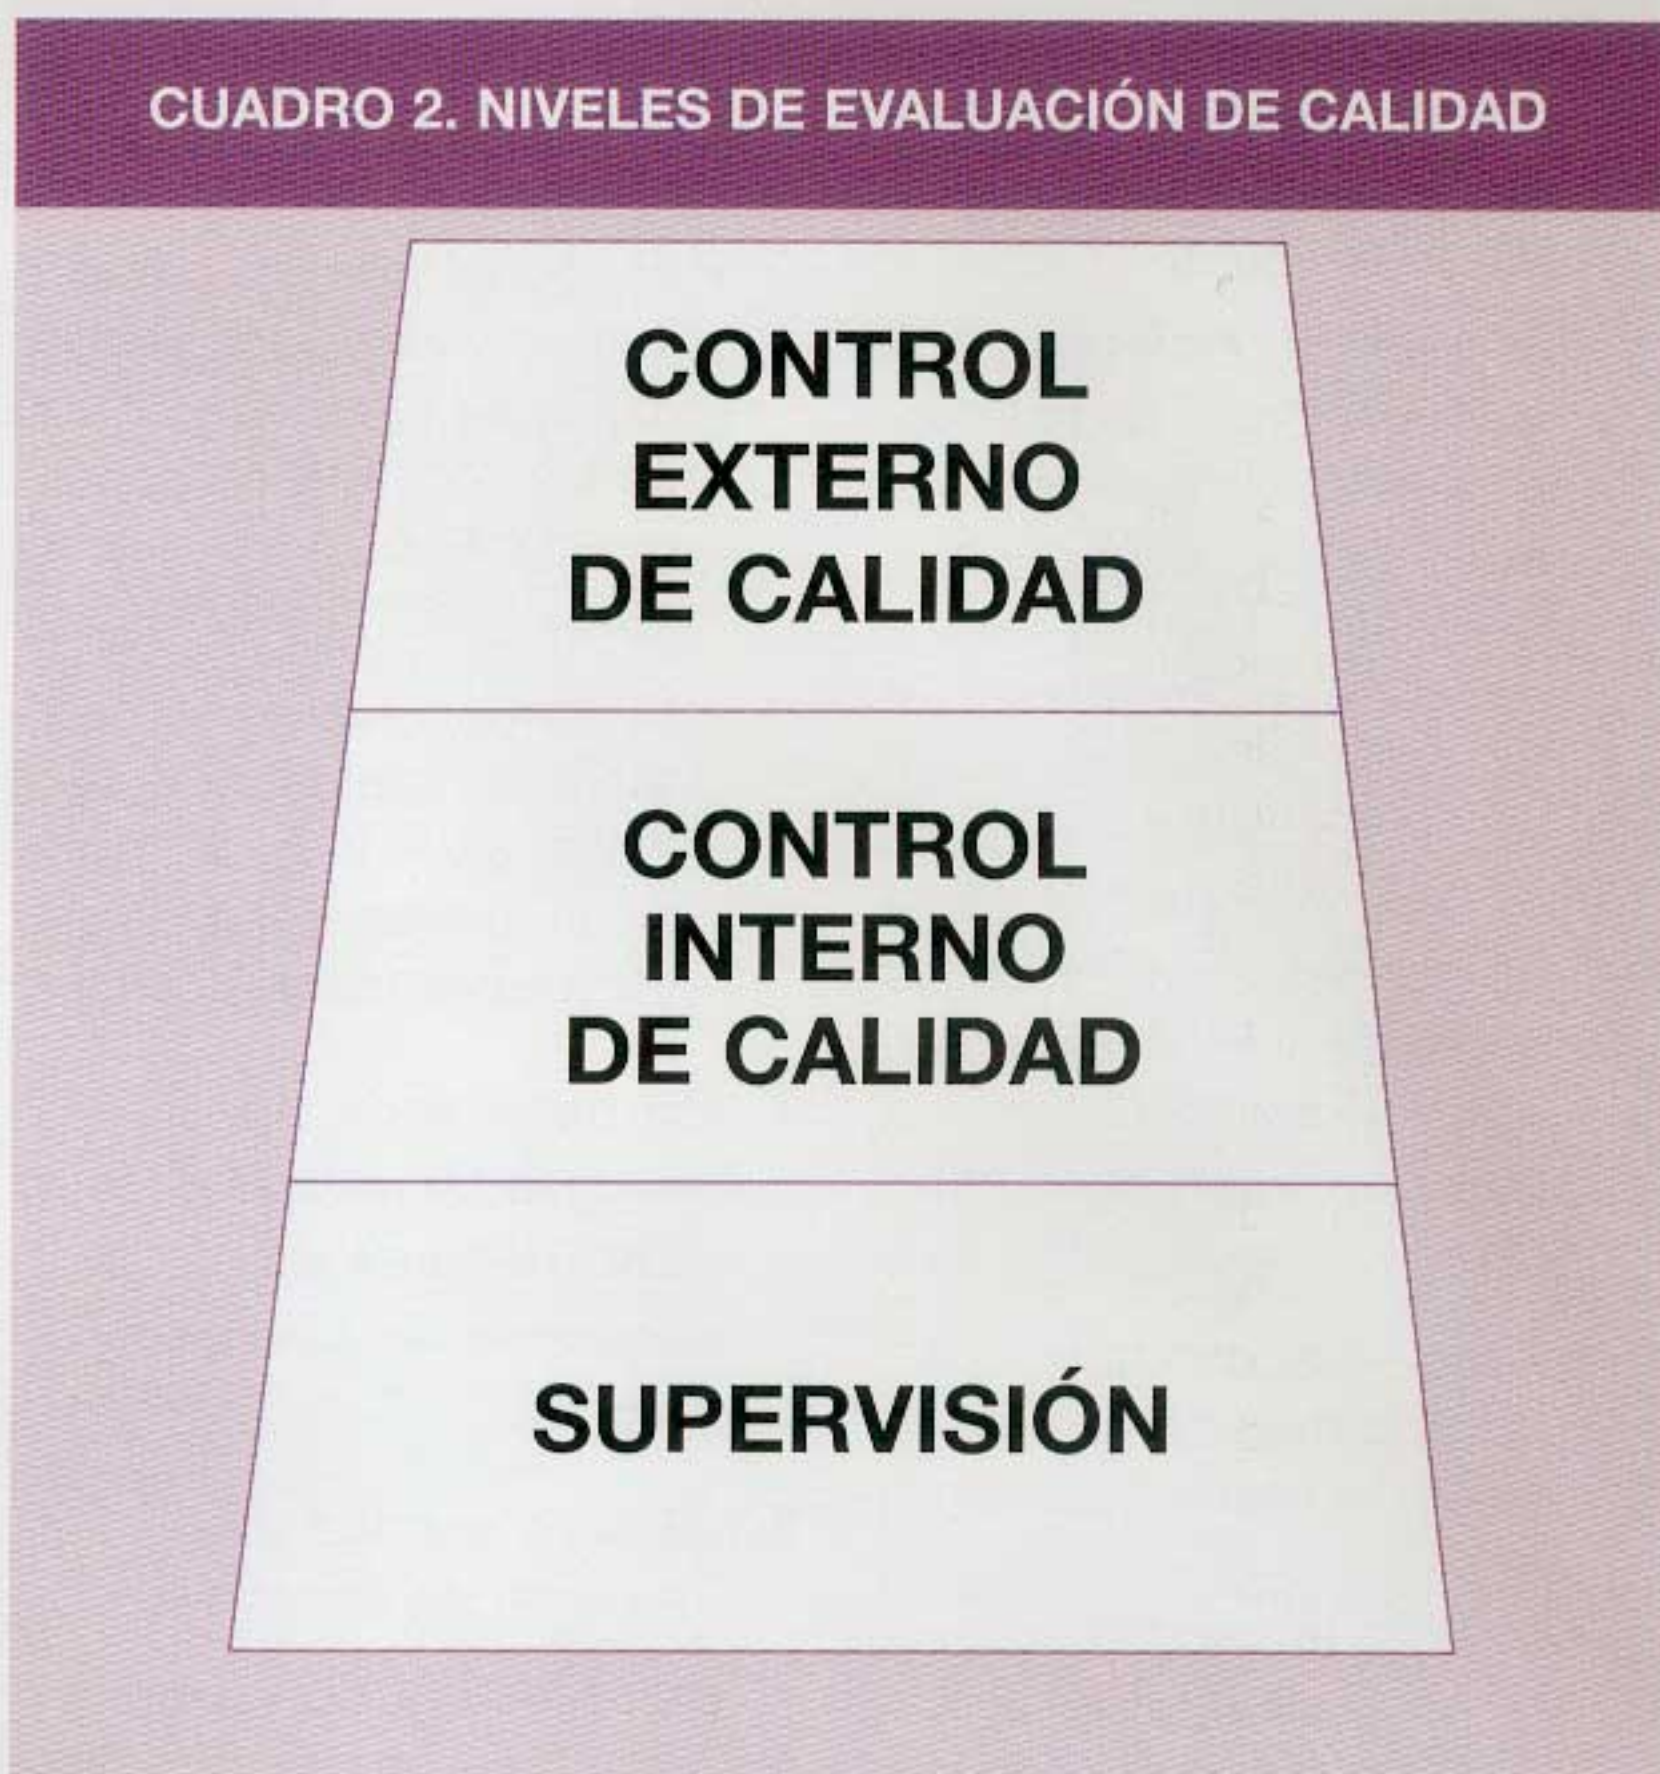 CUADRO 2. NIVELES DE EVALUACIÓN DE CALIDAD
CONTROL
EXTERNO
DE CALIDAD
CONTROL
INTERNO
DE CALIDAD
SUPERVISIÓN